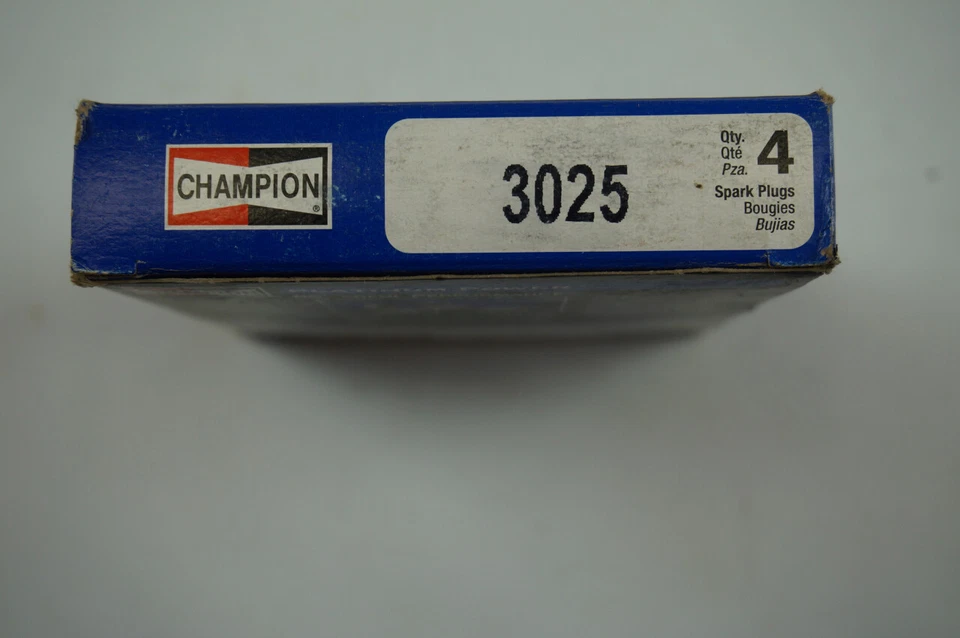 CHAMPION
®
3025
Qty.
Qté
Pza.
4
Spark Plugs
Bougies
Bujias